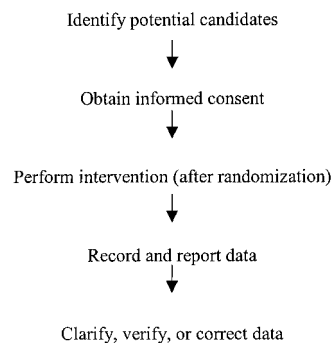 Identify potential candidates
Obtain informed consent
Perform intervention (after randomization)
Record and report data
Clarify, verify, or correct data